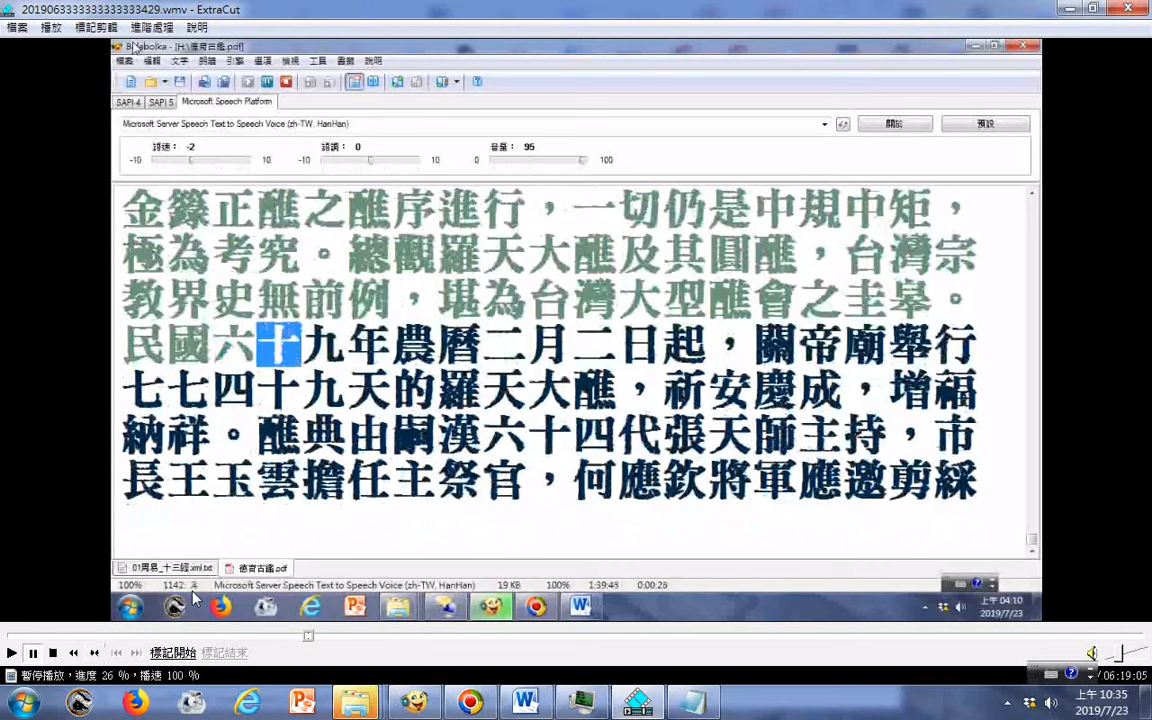 2019063333333333333429.wmv - ExtraCut
檔案 播放 標記剪輯 進階處理 說明
Balabolka - [H:\德育古鑑.pdf]
檔案 編輯 文字 朗讀 引擎 選項 檢視 工具 書籤 說明
SAPI 4 SAPI 5 Microsoft Speech Platform
Microsoft Server Speech Text to Speech Voice (zh-TW, HanHan) 關於 預設
語速： -2 語調： 0 音量： 95
-10 10 -10 10 0 100
金籙正醮之醮序進行，一切仍是中規中矩，
極為考究。總觀羅天大醮及其圓醮，台灣宗
教界史無前例，堪為台灣大型醮會之圭臬。
民國六十九年農曆二月二日起，關帝廟舉行
七七四十九天的羅天大醮，祈安慶成，增福
納祥。醮典由嗣漢六十四代張天師主持，市
長王玉雲擔任主祭官，何應欽將軍應邀剪綵
01周易_十三經.xml.txt 德育古鑑.pdf
100% 1142: Microsoft Server Speech Text to Speech Voice (zh-TW, HanHan) 19 KB 100% 1:39:43 0:00:28
上午 04:10
2019/7/23
標記開始 標記結束
暫停播放，進度 26 %，播速 100 %
/ 06:19:05
上午 10:35
2019/7/23